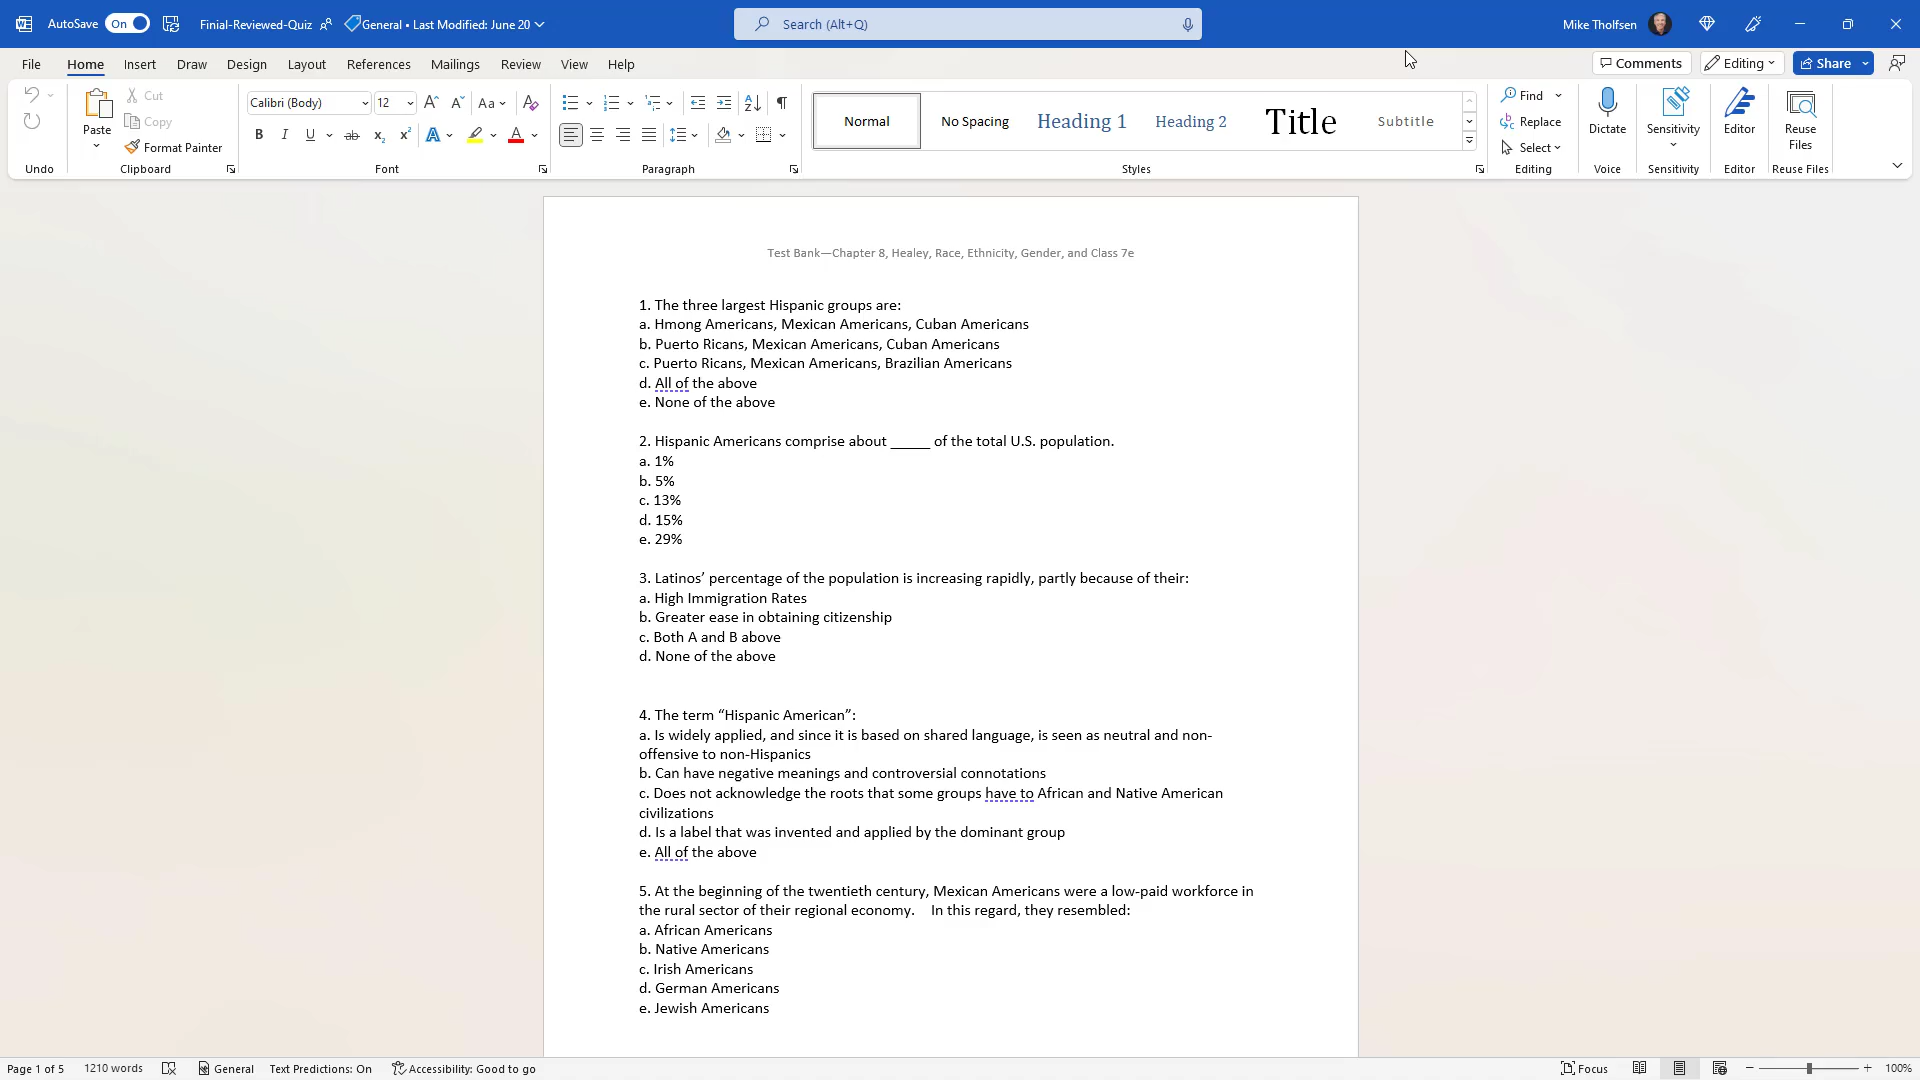 AutoSave On Finial-Reviewed-Quiz General • Last Modified: June 20 Search (Alt+Q) Mike Tholfsen
File Home Insert Draw Design Layout References Mailings Review View Help Comments Editing Share
Calibri (Body) 12 Aa
Paste Cut Copy Format Painter
B I U ab x₂ x² A A
Normal No Spacing Heading 1 Heading 2 Title Subtitle
Find Replace Select
Dictate Sensitivity Editor Reuse Files
Undo Clipboard Font Paragraph Styles Editing Voice Sensitivity Editor Reuse Files
Test Bank—Chapter 8, Healey, Race, Ethnicity, Gender, and Class 7e
1. The three largest Hispanic groups are:
a. Hmong Americans, Mexican Americans, Cuban Americans
b. Puerto Ricans, Mexican Americans, Cuban Americans
c. Puerto Ricans, Mexican Americans, Brazilian Americans
d. All of the above
e. None of the above
2. Hispanic Americans comprise about _____ of the total U.S. population.
a. 1%
b. 5%
c. 13%
d. 15%
e. 29%
3. Latinos’ percentage of the population is increasing rapidly, partly because of their:
a. High Immigration Rates
b. Greater ease in obtaining citizenship
c. Both A and B above
d. None of the above
4. The term “Hispanic American”:
a. Is widely applied, and since it is based on shared language, is seen as neutral and non-
offensive to non-Hispanics
b. Can have negative meanings and controversial connotations
c. Does not acknowledge the roots that some groups have to African and Native American
civilizations
d. Is a label that was invented and applied by the dominant group
e. All of the above
5. At the beginning of the twentieth century, Mexican Americans were a low-paid workforce in
the rural sector of their regional economy. In this regard, they resembled:
a. African Americans
b. Native Americans
c. Irish Americans
d. German Americans
e. Jewish Americans
Page 1 of 5 1210 words General Text Predictions: On Accessibility: Good to go Focus 100%